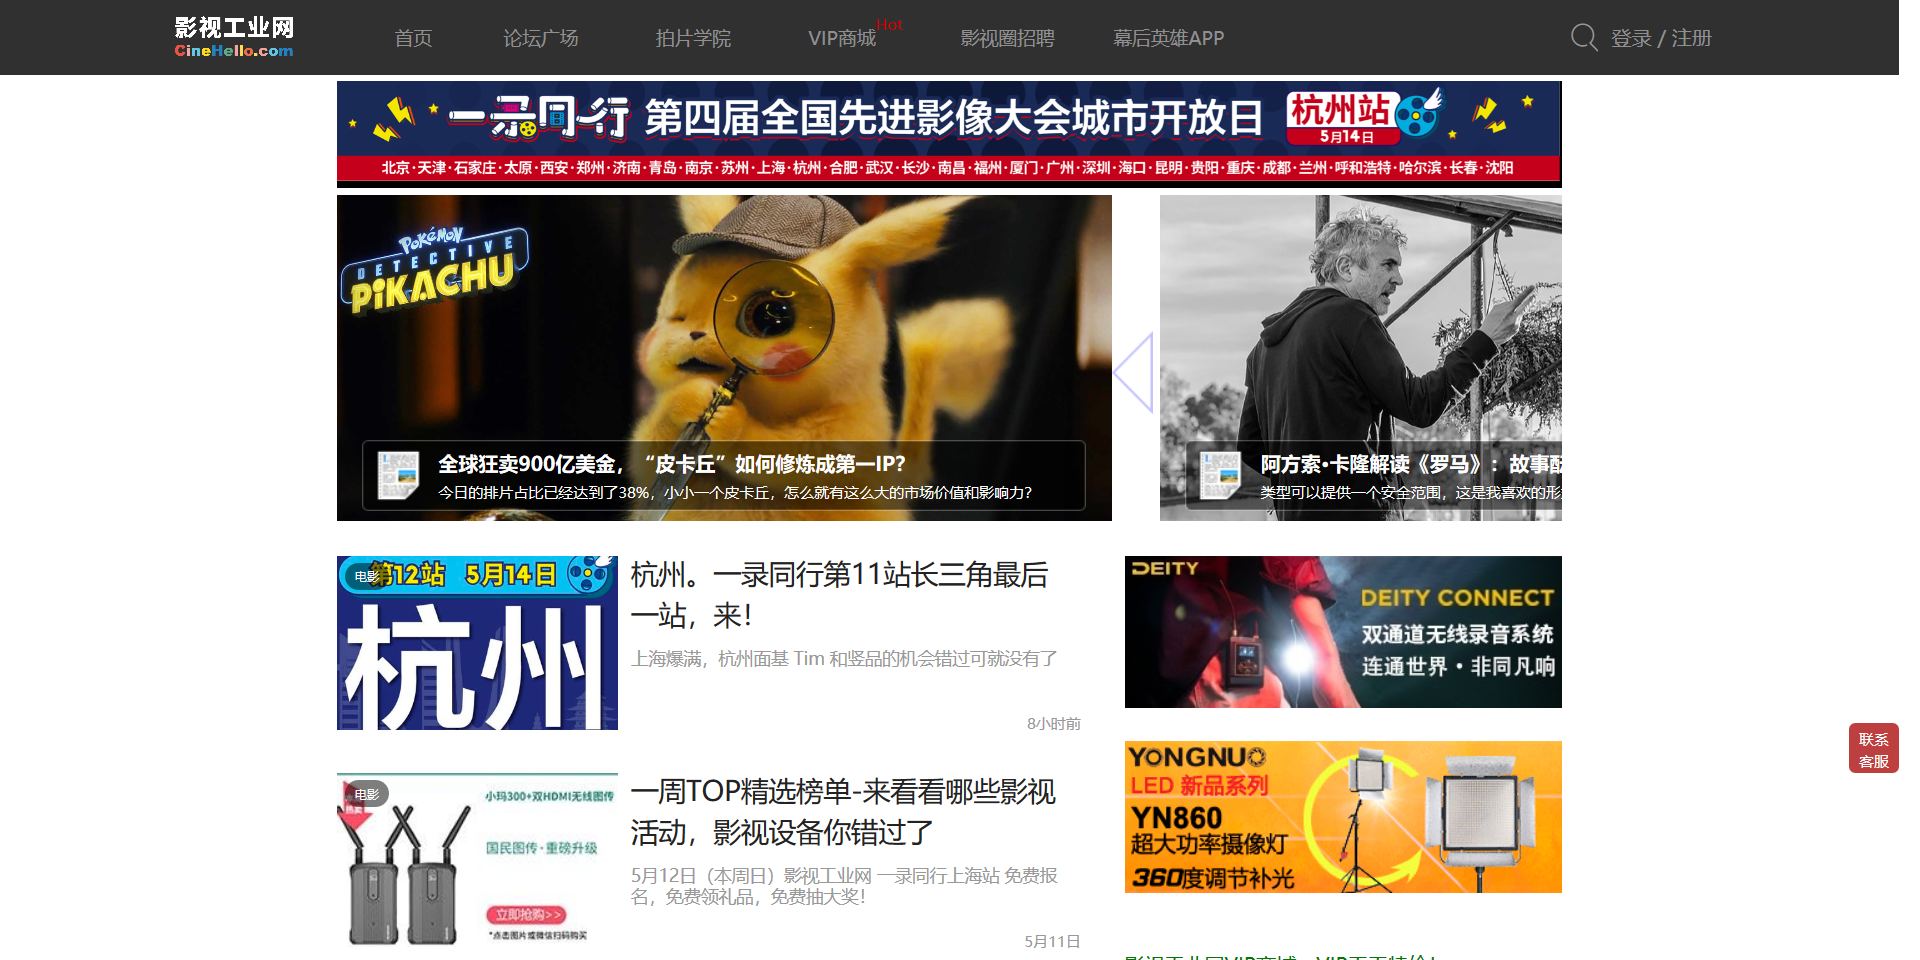 影视工业网
CineHello.com
首页
论坛广场
拍片学院
VIP商城
Hot
影视圈招聘
幕后英雄APP
登录 / 注册
一录同行 第四届全国先进影像大会城市开放日 杭州站
5月14日
北京·天津·石家庄·太原·西安·郑州·济南·青岛·南京·苏州·上海·杭州·合肥·武汉·长沙·南昌·福州·厦门·广州·深圳·海口·昆明·贵阳·重庆·成都·兰州·呼和浩特·哈尔滨·长春·沈阳
POKéMON
DETECTIVE
PiKACHU
全球狂卖900亿美金，“皮卡丘”如何修炼成第一IP？
今日的排片占比已经达到了38%，小小一个皮卡丘，怎么就有这么大的市场价值和影响力？
阿方索·卡隆解读《罗马》：故事
类型可以提供一个安全范围，这是我喜欢的形
电影
第12站 5月14日
杭州
杭州。一录同行第11站长三角最后
一站，来！
上海爆满，杭州面基 Tim 和竖品的机会错过可就没有了
8小时前
DEITY
DEITY CONNECT
双通道无线录音系统
连通世界·非同凡响
YONGNUO
LED 新品系列
YN860
超大功率摄像灯
360度调节补光
联系
客服
电影
热卖
小玛300+双HDMI无线图传
国民图传·重磅升级
立即抢购>>
*点击图片或微信扫码购买
一周TOP精选榜单-来看看哪些影视
活动，影视设备你错过了
5月12日（本周日）影视工业网 一录同行上海站 免费报
名，免费领礼品，免费抽大奖！
5月11日
影视工业网VIP商城，VIP天天特价！